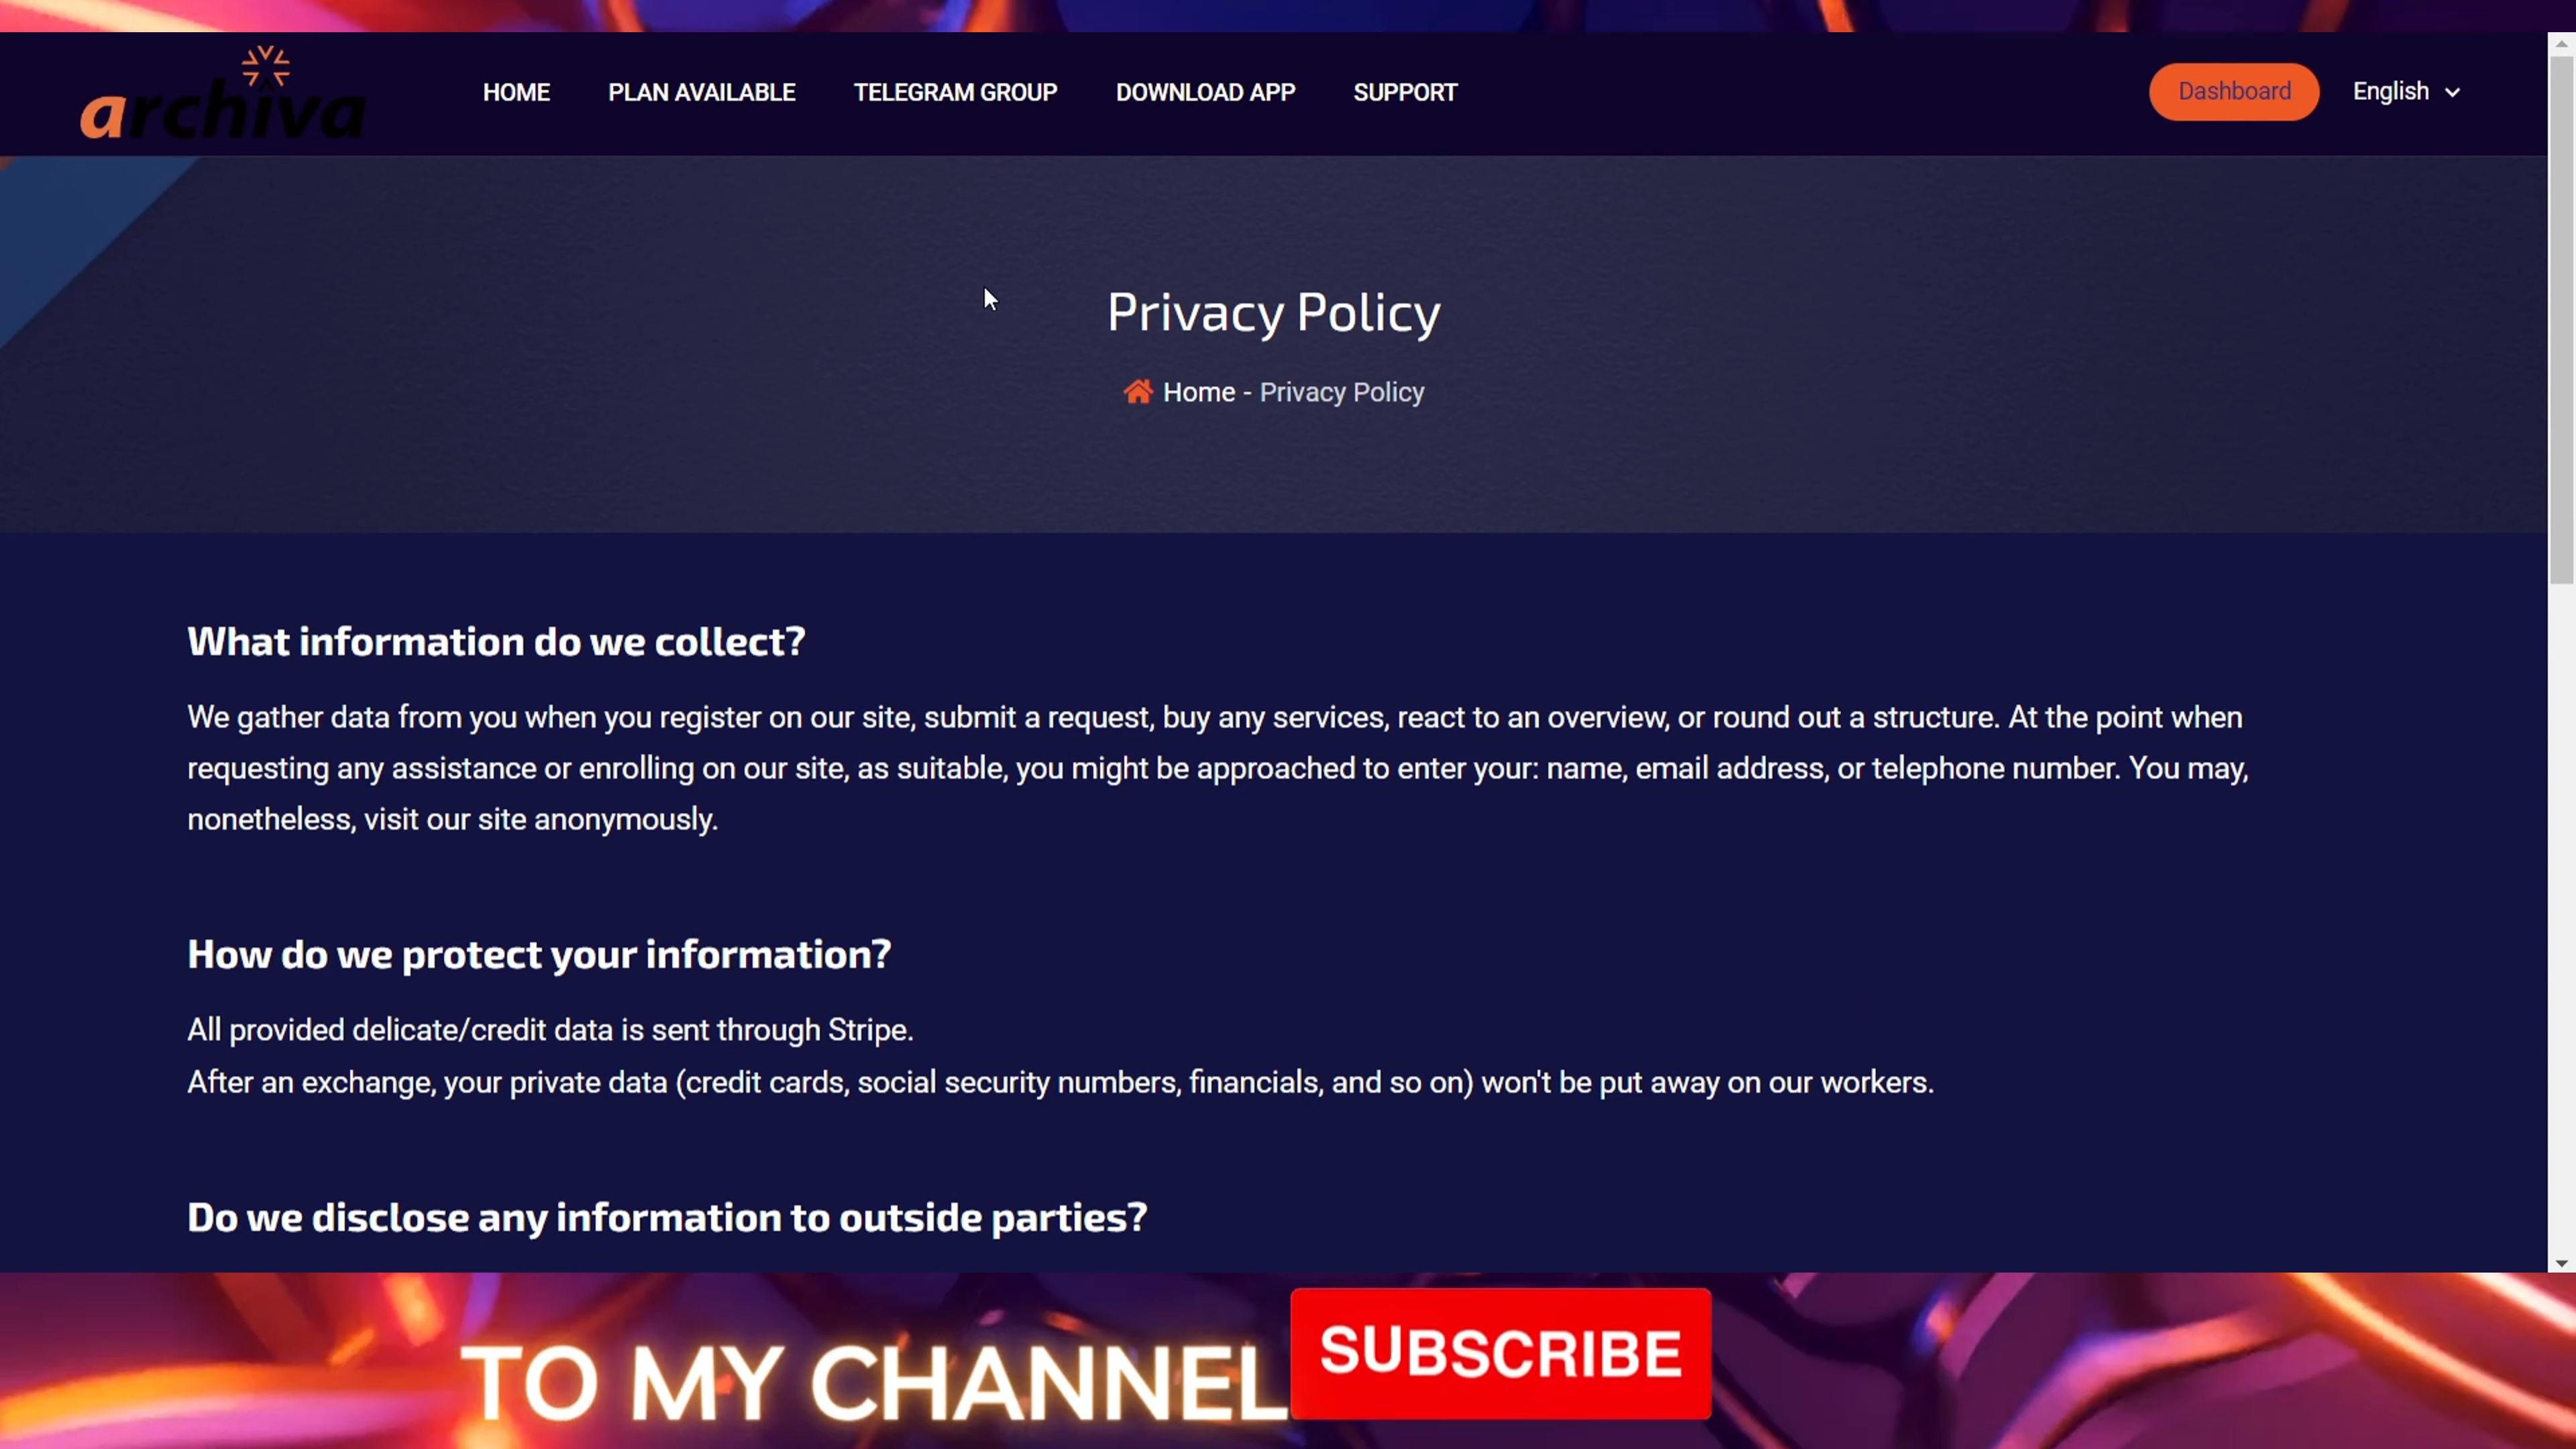 archiva
HOME PLAN AVAILABLE TELEGRAM GROUP DOWNLOAD APP SUPPORT Dashboard English
Privacy Policy
Home - Privacy Policy
What information do we collect?
We gather data from you when you register on our site, submit a request, buy any services, react to an overview, or round out a structure. At the point when
requesting any assistance or enrolling on our site, as suitable, you might be approached to enter your: name, email address, or telephone number. You may,
nonetheless, visit our site anonymously.
How do we protect your information?
All provided delicate/credit data is sent through Stripe.
After an exchange, your private data (credit cards, social security numbers, financials, and so on) won't be put away on our workers.
Do we disclose any information to outside parties?
TO MY CHANNEL SUBSCRIBE